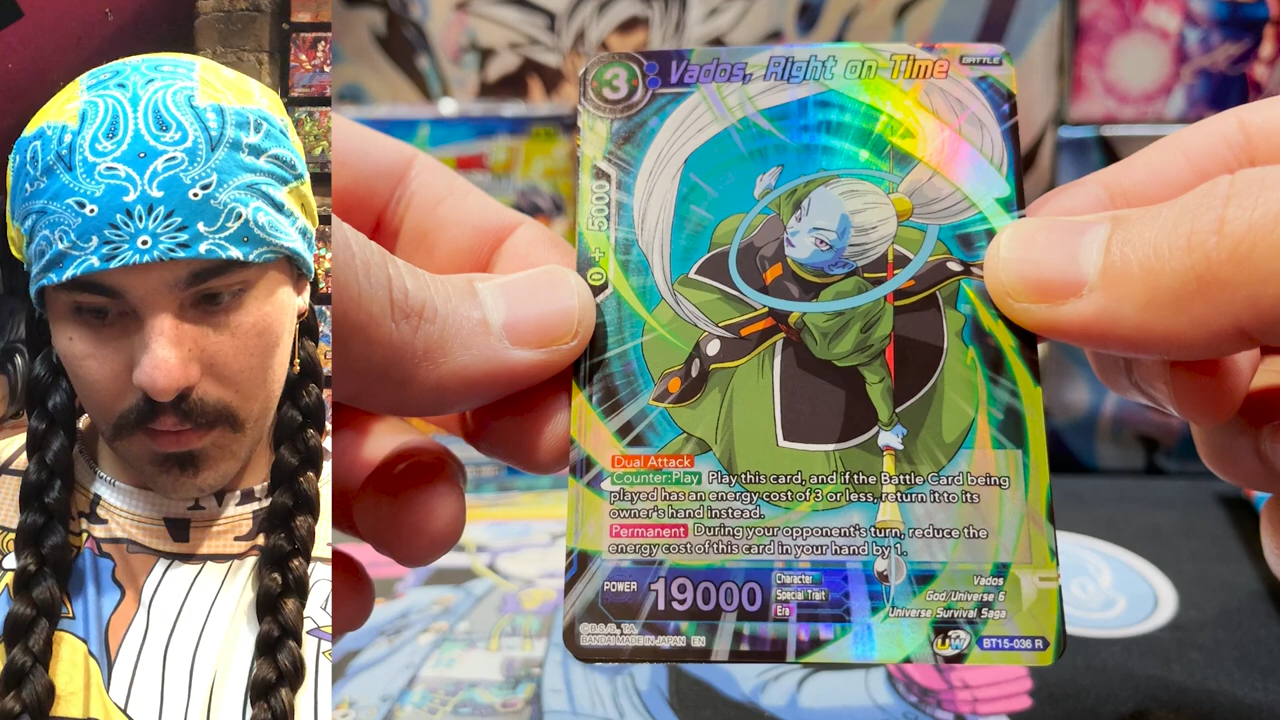 3 Vados, Right on Time BATTLE
0 + 5000
Dual Attack
Counter:Play Play this card, and if the Battle Card being
played has an energy cost of 3 or less, return it to its
owner's hand instead.
Permanent During your opponent's turn, reduce the
energy cost of this card in your hand by 1.
POWER 19000
Character Vados
Special Trait God/Universe 6
Era Universe Survival Saga
©B.S./S., T.A.
BANDAI MADE IN JAPAN EN
UW BT15-036 R